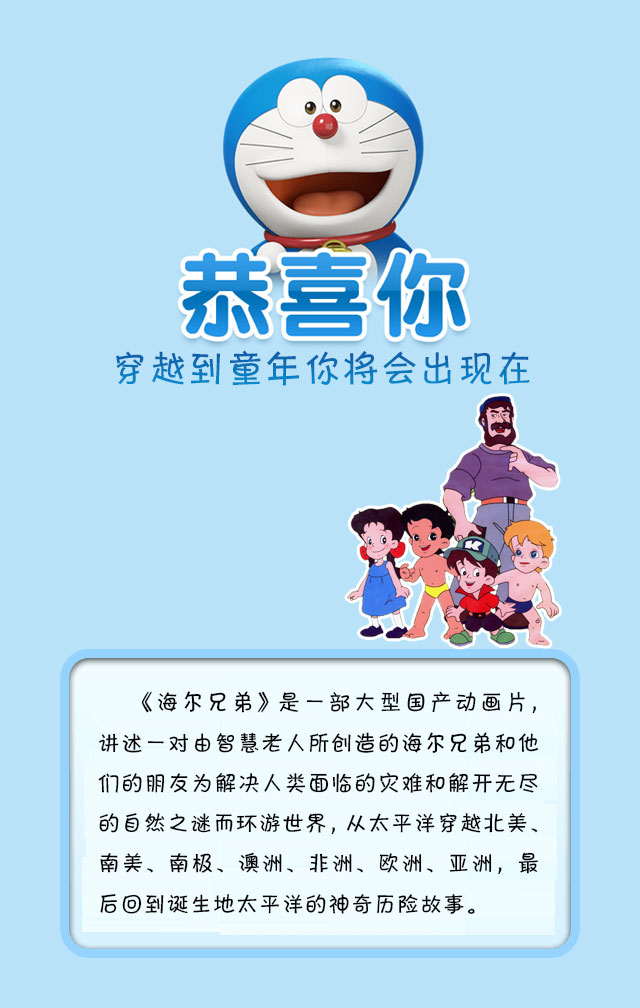 恭喜你
穿越到童年你将会出现在
K
《海尔兄弟》是一部大型国产动画片，
讲述一对由智慧老人所创造的海尔兄弟和他
们的朋友为解决人类面临的灾难和解开无尽
的自然之谜而环游世界，从太平洋穿越北美、
南美、南极、澳洲、非洲、欧洲、亚洲，最
后回到诞生地太平洋的神奇历险故事。